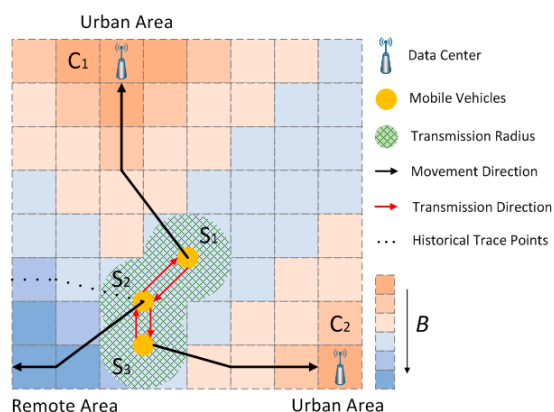 Urban Area
C1
Data Center
Mobile Vehicles
Transmission Radius
Movement Direction
Transmission Direction
Historical Trace Points
S1
S2
S3
C2
B
Remote Area
Urban Area